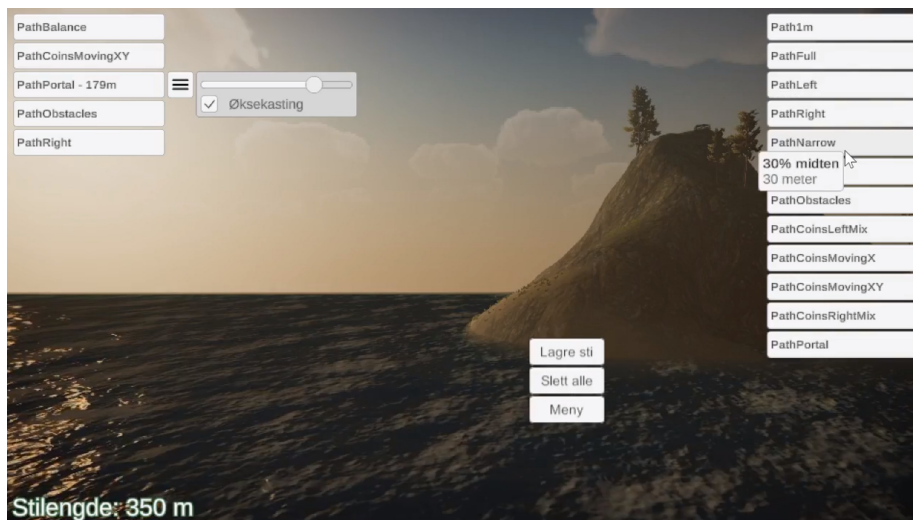 PathBalance
PathCoinsMovingXY
PathPortal - 179m
Øksekasting
PathObstacles
PathRight
Path1m
PathFull
PathLeft
PathRight
PathNarrow
30% midten
30 meter
PathObstacles
PathCoinsLeftMix
PathCoinsMovingX
PathCoinsMovingXY
PathCoinsRightMix
PathPortal
Lagre sti
Slett alle
Meny
Stilengde: 350 m